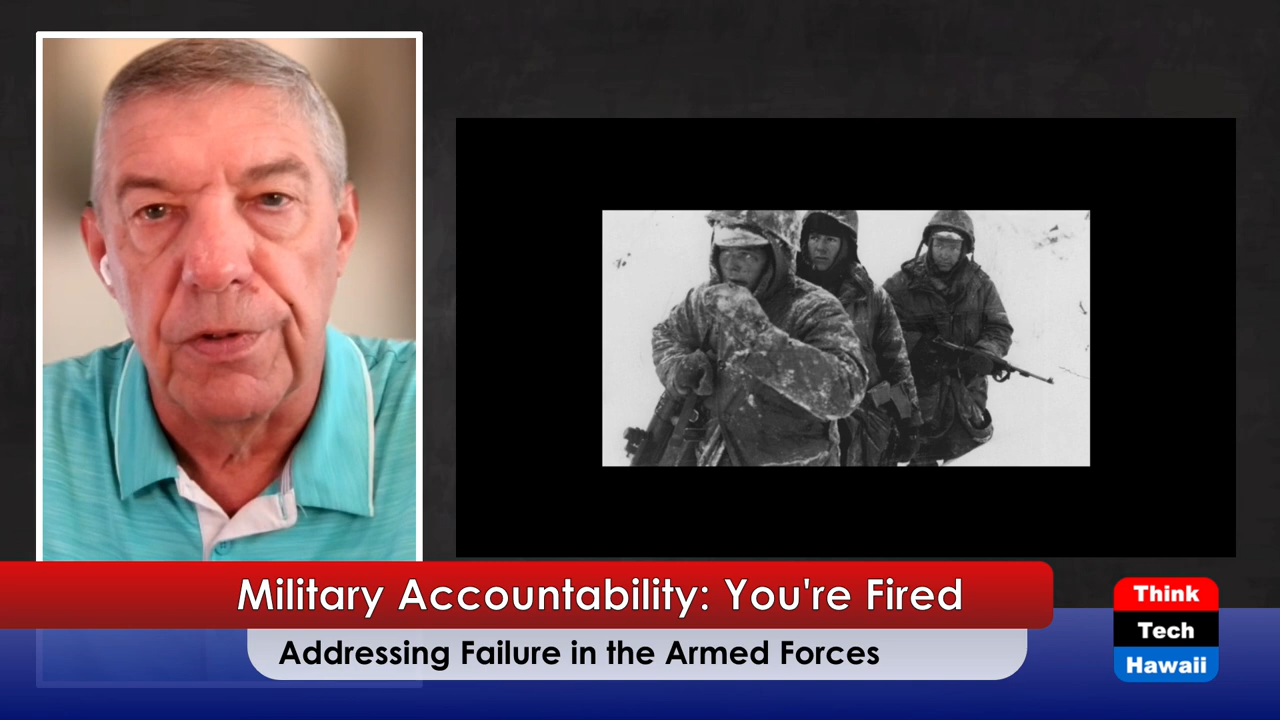 Military Accountability: You're Fired
Addressing Failure in the Armed Forces
Think
Tech
Hawaii